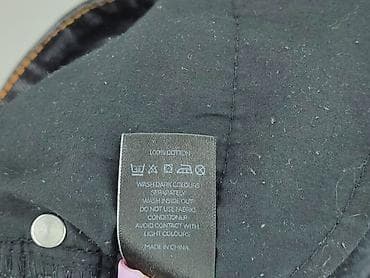 100% COTTON
WASH DARK COLOURS
SEPARATELY
WASH INSIDE OUT
DO NOT USE FABRIC
CONDITIONER
AVOID CONTACT WITH
LIGHT COLOURS
MADE IN CHINA